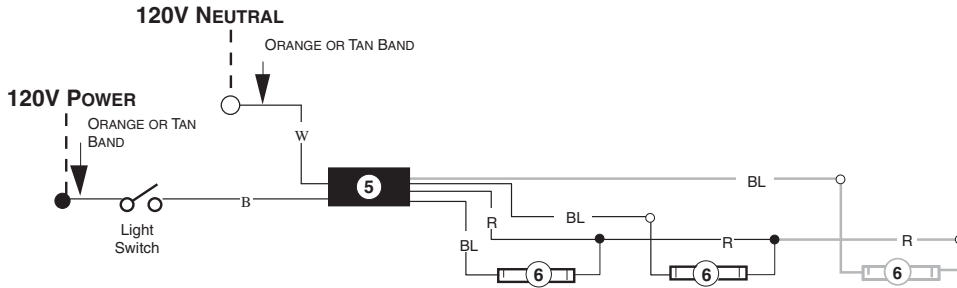 120V NEUTRAL
ORANGE OR TAN BAND
120V POWER
ORANGE OR TAN
BAND
W
5
BL
B
R
BL
Light
Switch
BL
R
R
6
6
6